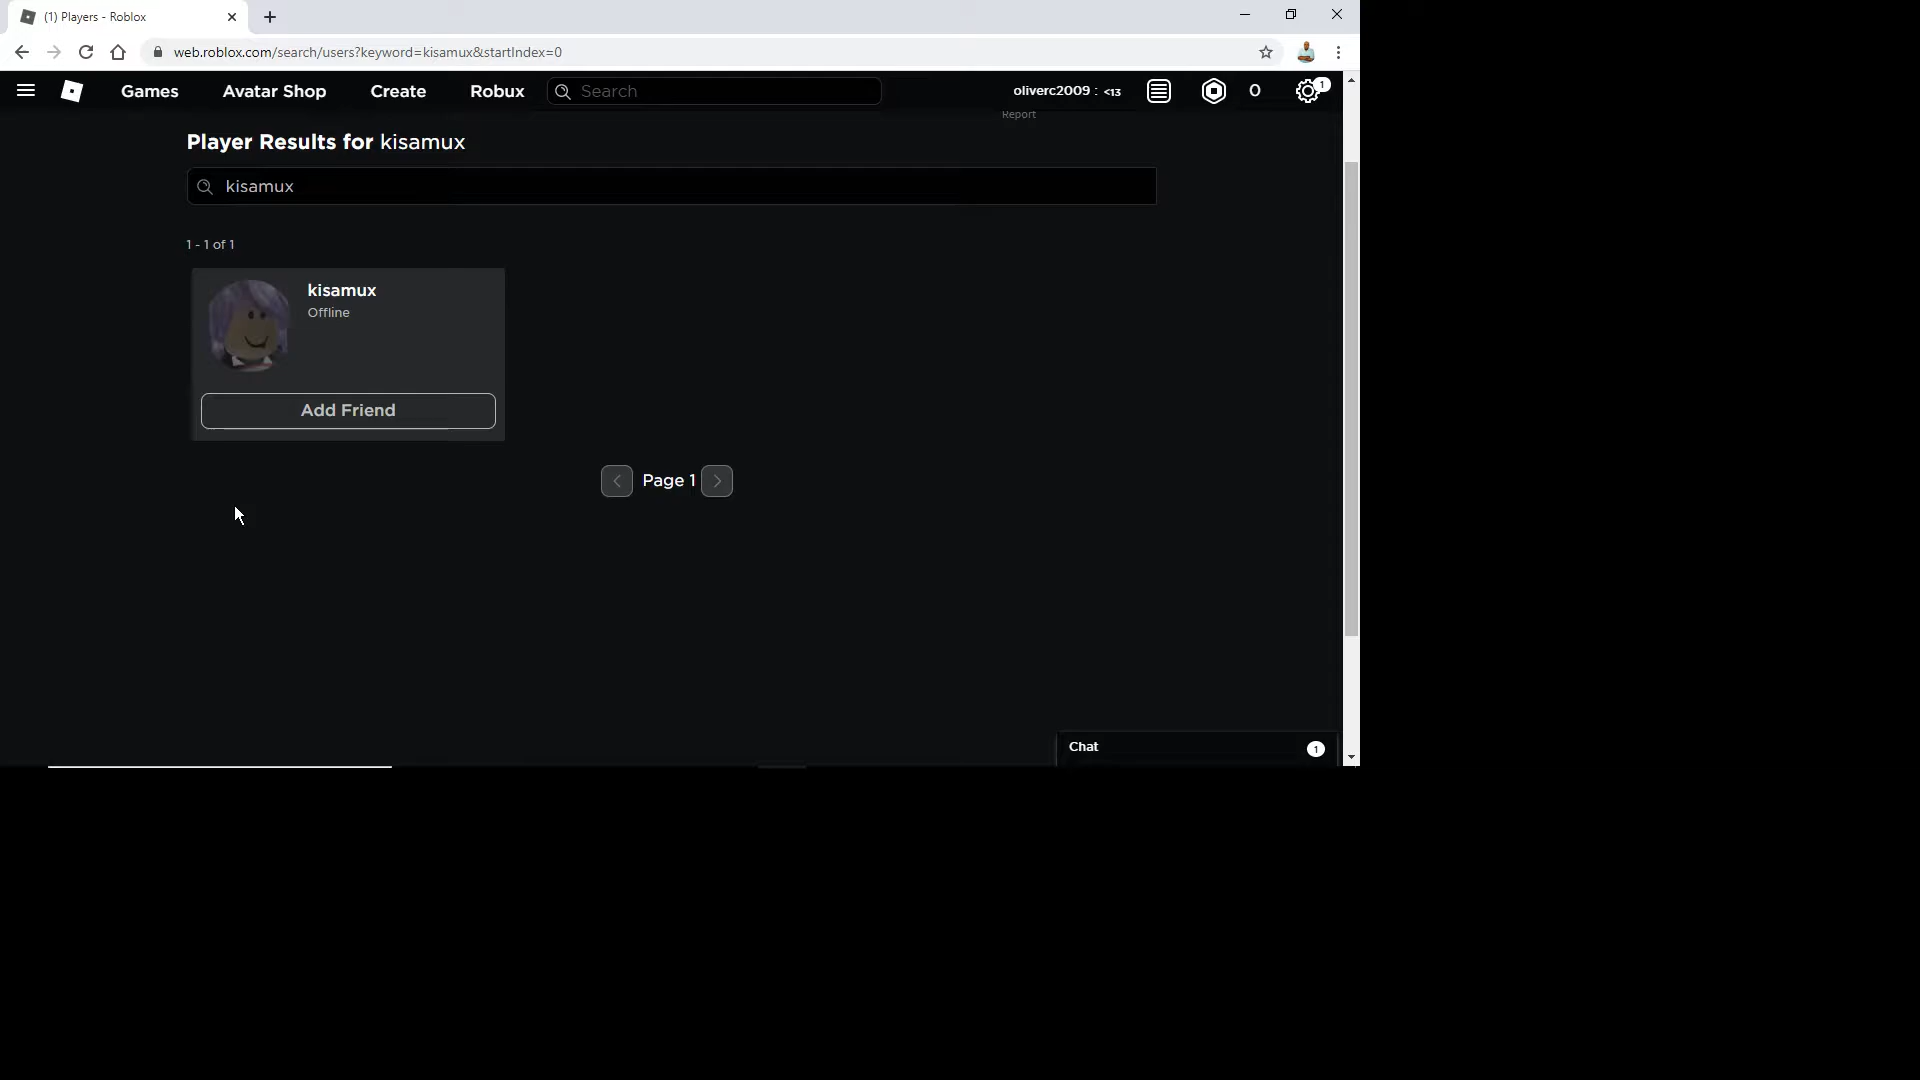 (1) Players - Roblox
web.roblox.com/search/users?keyword=kisamux&startIndex=0
Games Avatar Shop Create Robux Search oliverc2009 : <13 0 1
Report
Player Results for kisamux
kisamux
1 - 1 of 1
kisamux
Offline
Add Friend
Page 1
Chat 1